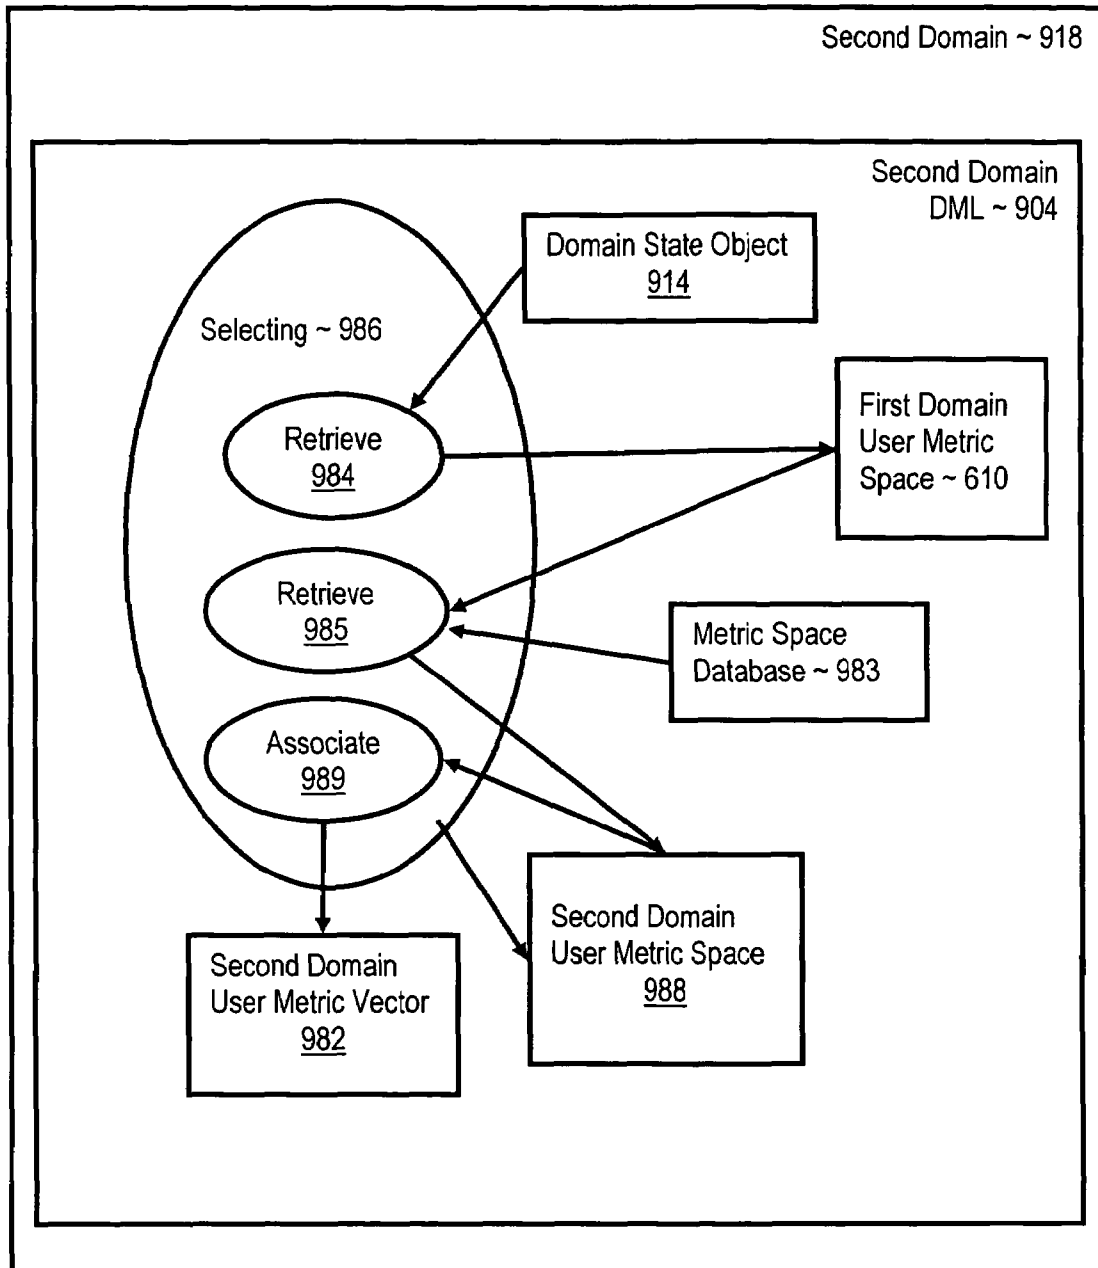 Second Domain ~ 918
Second Domain
DML ~ 904
Domain State Object
914
Selecting ~ 986
Retrieve
984
First Domain
User Metric
Space ~ 610
Retrieve
985
Metric Space
Database ~ 983
Associate
989
Second Domain
User Metric Space
988
Second Domain
User Metric Vector
982